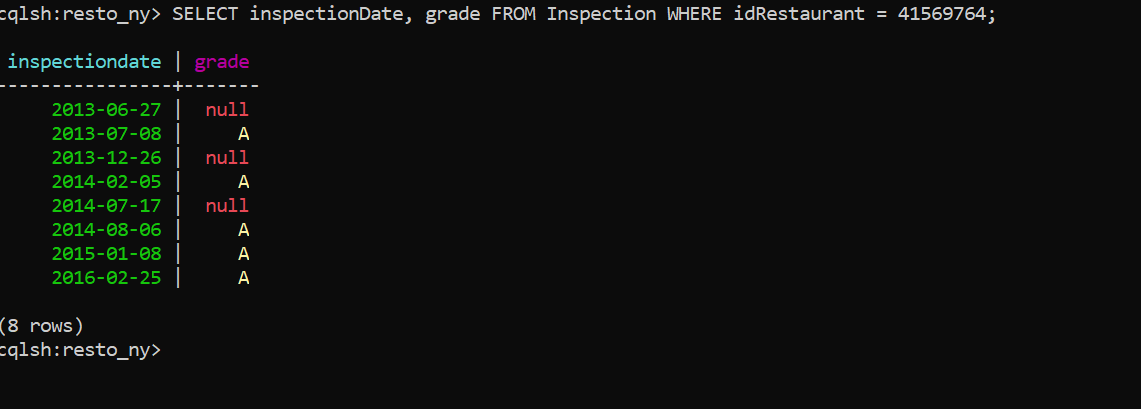 cqlsh:resto_ny> SELECT inspectionDate, grade FROM Inspection WHERE idRestaurant = 41569764;
inspectiondate | grade
----------------+-------
2013-06-27 | null
2013-07-08 | A
2013-12-26 | null
2014-02-05 | A
2014-07-17 | null
2014-08-06 | A
2015-01-08 | A
2016-02-25 | A
(8 rows)
cqlsh:resto_ny>